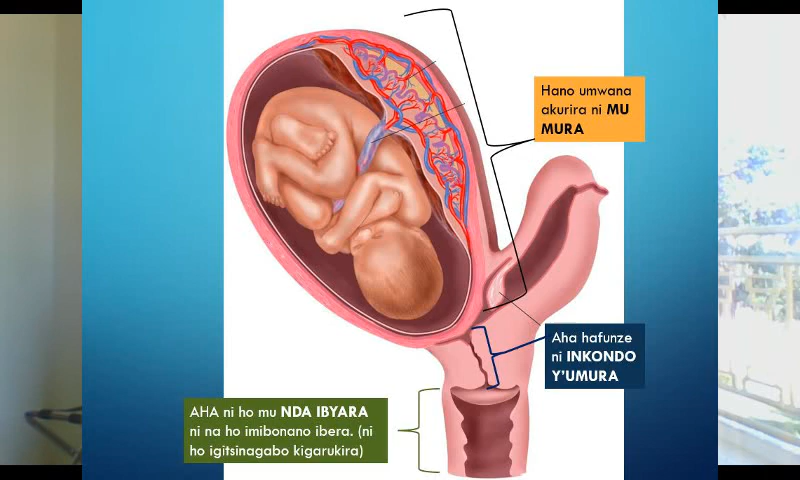 Hano umwana
akurira ni MU
MURA
Aha hafunze
ni INKONDO
Y'UMURA
AHA ni ho mu NDA IBYARA
ni na ho imibonano ibera. (ni
ho igitsinagabo kigarukira)